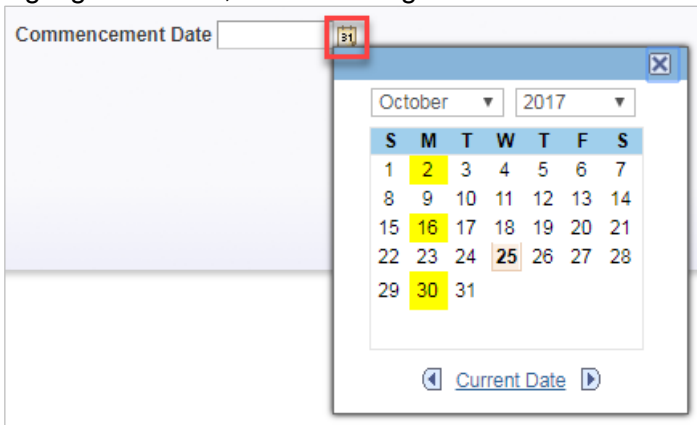 Commencement Date 31
October 2017
S M T W T F S
1 2 3 4 5 6 7
8 9 10 11 12 13 14
15 16 17 18 19 20 21
22 23 24 25 26 27 28
29 30 31
Current Date